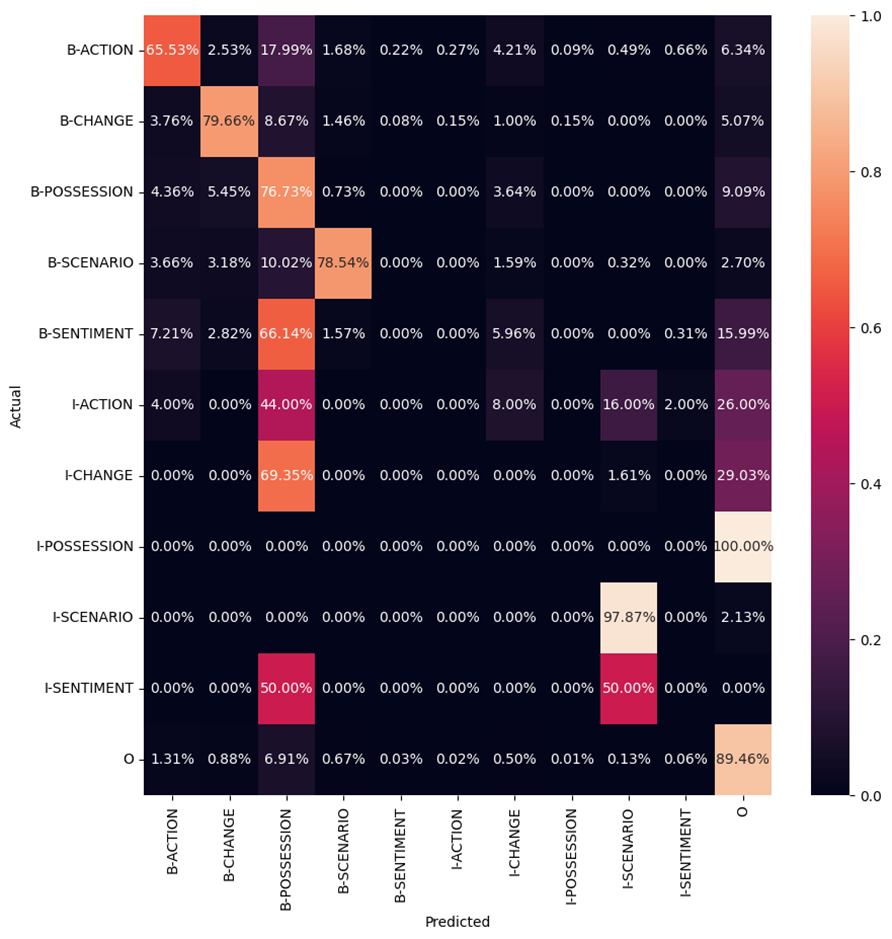 B-ACTION 65.53% 2.53% 17.99% 1.68% 0.22% 0.27% 4.21% 0.09% 0.49% 0.66% 6.34%
B-CHANGE 3.76% 79.66% 8.67% 1.46% 0.08% 0.15% 1.00% 0.15% 0.00% 0.00% 5.07%
B-POSSESSION 4.36% 5.45% 76.73% 0.73% 0.00% 0.00% 3.64% 0.00% 0.00% 0.00% 9.09%
B-SCENARIO 3.66% 3.18% 10.02% 78.54% 0.00% 0.00% 1.59% 0.00% 0.32% 0.00% 2.70%
B-SENTIMENT 7.21% 2.82% 66.14% 1.57% 0.00% 0.00% 5.96% 0.00% 0.00% 0.31% 15.99%
I-ACTION 4.00% 0.00% 44.00% 0.00% 0.00% 0.00% 8.00% 0.00% 16.00% 2.00% 26.00%
I-CHANGE 0.00% 0.00% 69.35% 0.00% 0.00% 0.00% 0.00% 0.00% 1.61% 0.00% 29.03%
I-POSSESSION 0.00% 0.00% 0.00% 0.00% 0.00% 0.00% 0.00% 0.00% 0.00% 0.00% 100.00%
I-SCENARIO 0.00% 0.00% 0.00% 0.00% 0.00% 0.00% 0.00% 0.00% 97.87% 0.00% 2.13%
I-SENTIMENT 0.00% 0.00% 50.00% 0.00% 0.00% 0.00% 0.00% 0.00% 50.00% 0.00% 0.00%
O 1.31% 0.88% 6.91% 0.67% 0.03% 0.02% 0.50% 0.01% 0.13% 0.06% 89.46%
Actual
B-ACTION B-CHANGE B-POSSESSION B-SCENARIO B-SENTIMENT I-ACTION I-CHANGE I-POSSESSION I-SCENARIO I-SENTIMENT O
Predicted
1.0
0.8
0.6
0.4
0.2
0.0